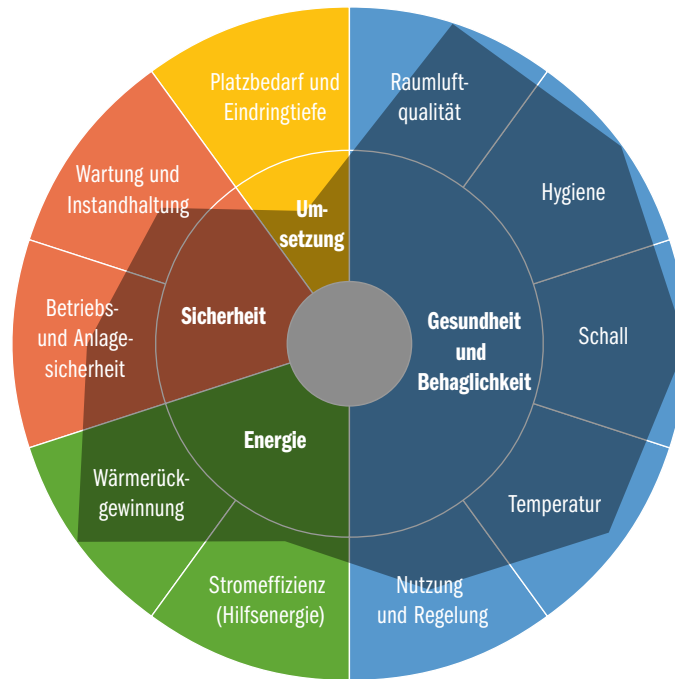 Platzbedarf und
Eindringtiefe
Raumluft-
qualität
Wartung und
Instandhaltung
Hygiene
Um-
setzung
Betriebs-
und Anlage-
sicherheit
Sicherheit
Gesundheit
und
Behaglichkeit
Schall
Energie
Wärmerück-
gewinnung
Temperatur
Stromeffizienz
(Hilfsenergie)
Nutzung
und Regelung